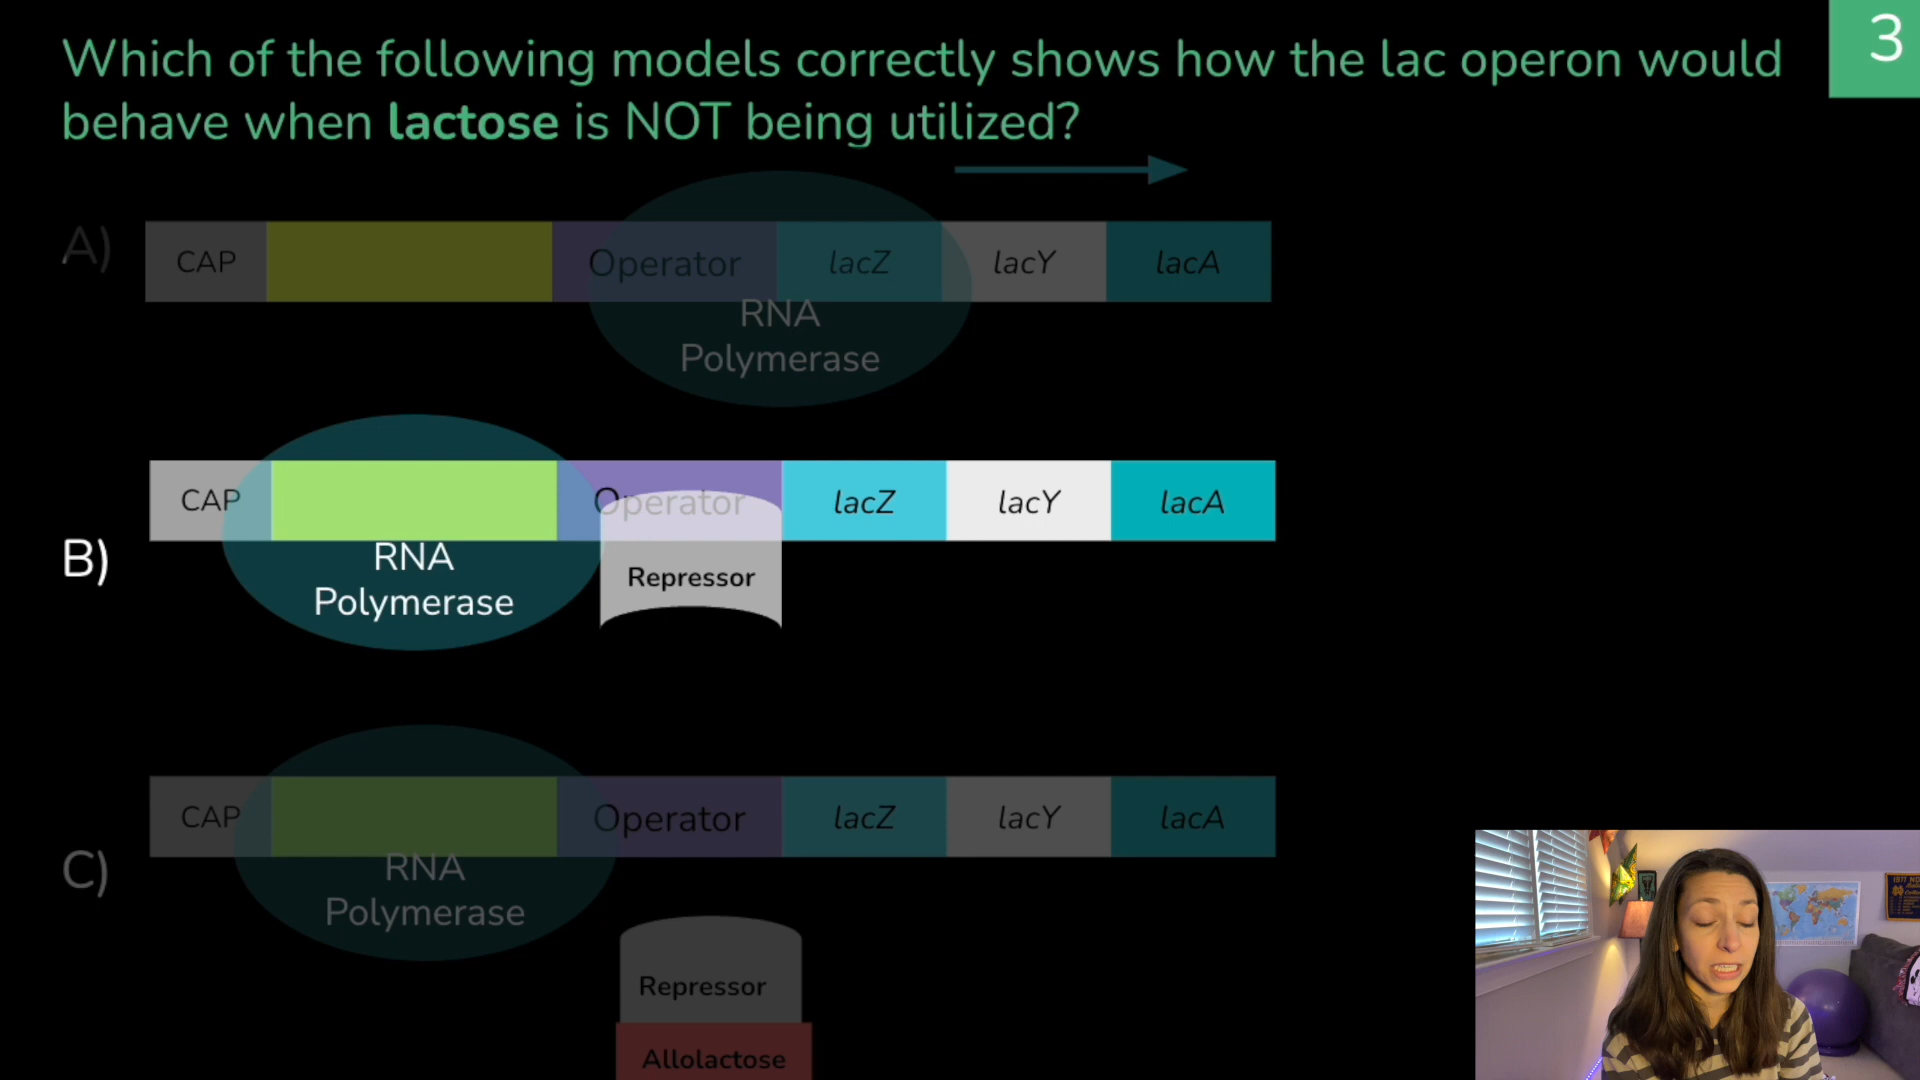 Which of the following models correctly shows how the lac operon would
3
behave when lactose is NOT being utilized?
A)
CAP
Operator
lacZ
lacY
lacA
RNA
Polymerase
B)
CAP
Operator
lacZ
lacY
lacA
RNA
Polymerase
Repressor
C)
CAP
Operator
lacZ
lacY
lacA
RNA
Polymerase
Repressor
Allolactose